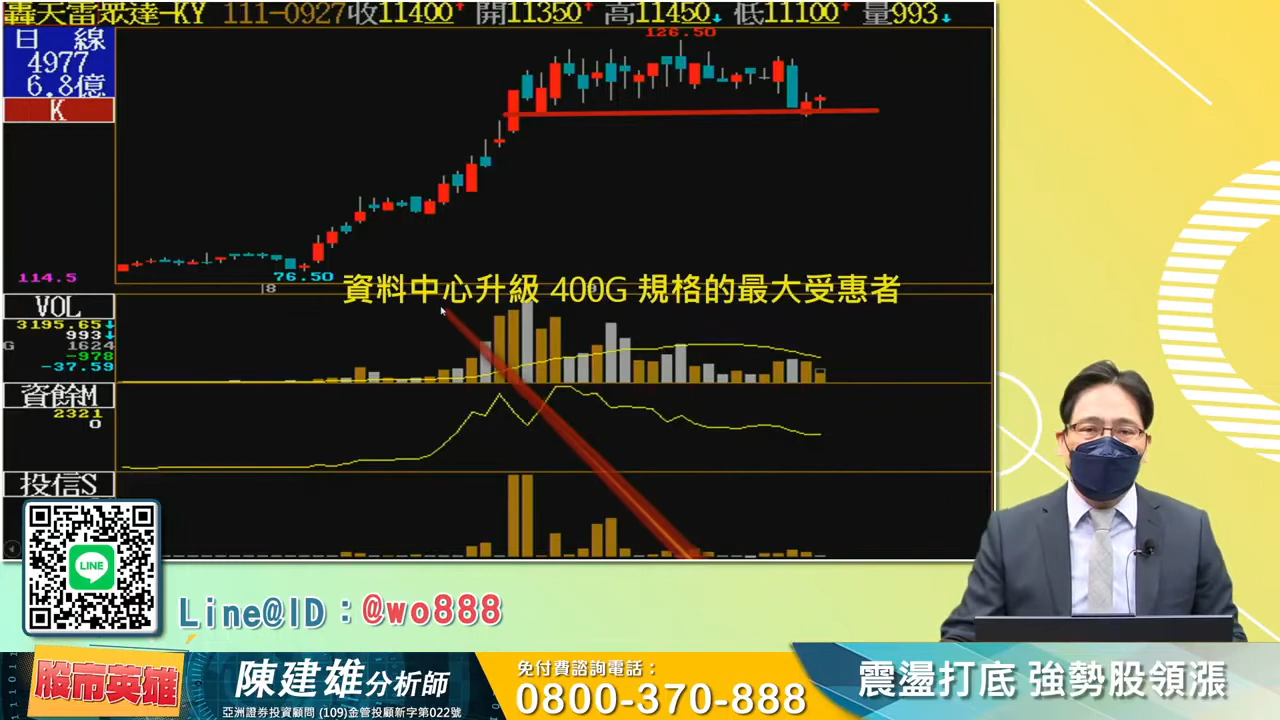 轟天雷眾達-KY 111-0927收11400↑ 開11350↑ 高11450↓ 低11100↑ 量993↓
日 線
4977
6.8億
K
126.50
76.50
114.5
8
資料中心升級 400G 規格的最大受惠者
VOL
3195.65↓
993↓
G 1624
-978
-37.59
資餘M
2321
0
投信S
LINE
Line@ID：@wo888
股市英雄
陳建雄分析師
亞洲證券投資顧問 (109)金管投顧新字第022號
免付費諮詢電話：
0800-370-888
震盪打底 強勢股領漲